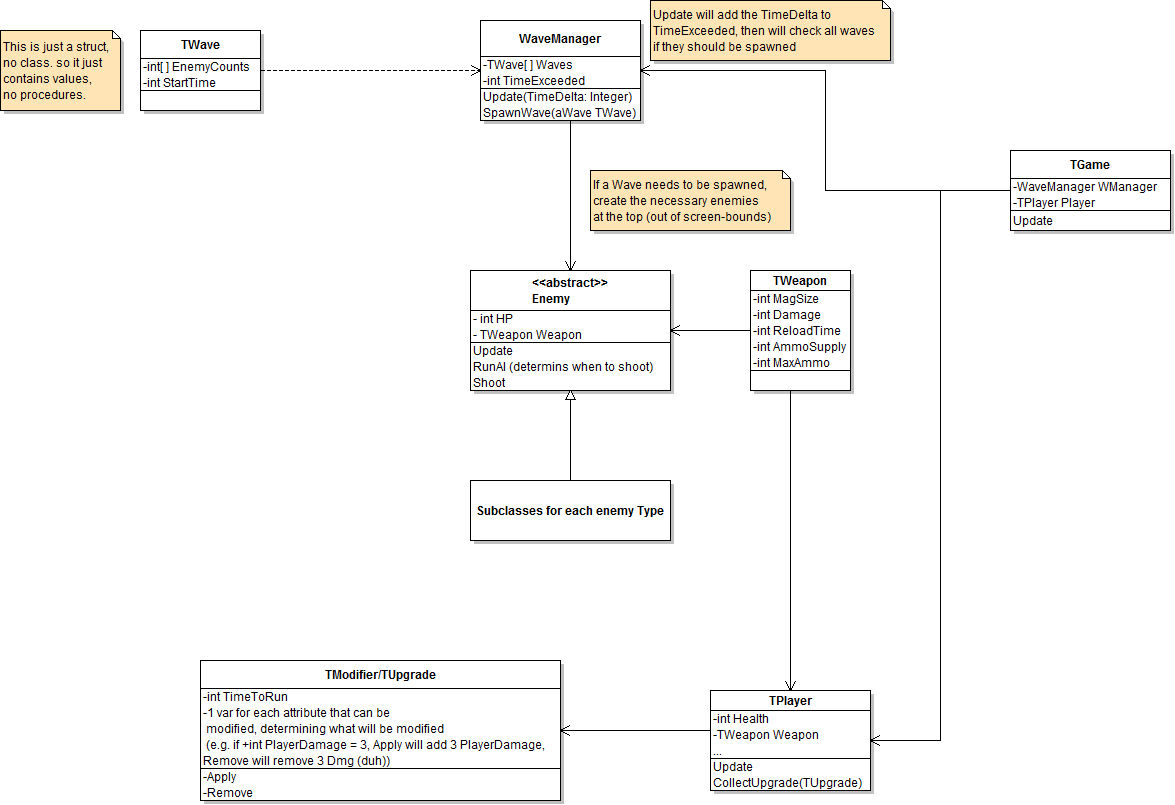 This is just a struct,
no class. so it just
contains values,
no procedures.
TWave
-int[ ] EnemyCounts
-int StartTime
WaveManager
-TWave[ ] Waves
-int TimeExceeded
Update(TimeDelta: Integer)
SpawnWave(aWave TWave)
Update will add the TimeDelta to
TimeExceeded, then will check all waves
if they should be spawned
TGame
-WaveManager WManager
-TPlayer Player
Update
If a Wave needs to be spawned,
create the necessary enemies
at the top (out of screen-bounds)
<<abstract>>
Enemy
- int HP
- TWeapon Weapon
Update
RunAI (determins when to shoot)
Shoot
TWeapon
-int MagSize
-int Damage
-int ReloadTime
-int AmmoSupply
-int MaxAmmo
Subclasses for each enemy Type
TModifier/TUpgrade
-int TimeToRun
-1 var for each attribute that can be
modified, determining what will be modified
(e.g. if +int PlayerDamage = 3, Apply will add 3 PlayerDamage,
Remove will remove 3 Dmg (duh))
-Apply
-Remove
TPlayer
-int Health
-TWeapon Weapon
...
Update
CollectUpgrade(TUpgrade)